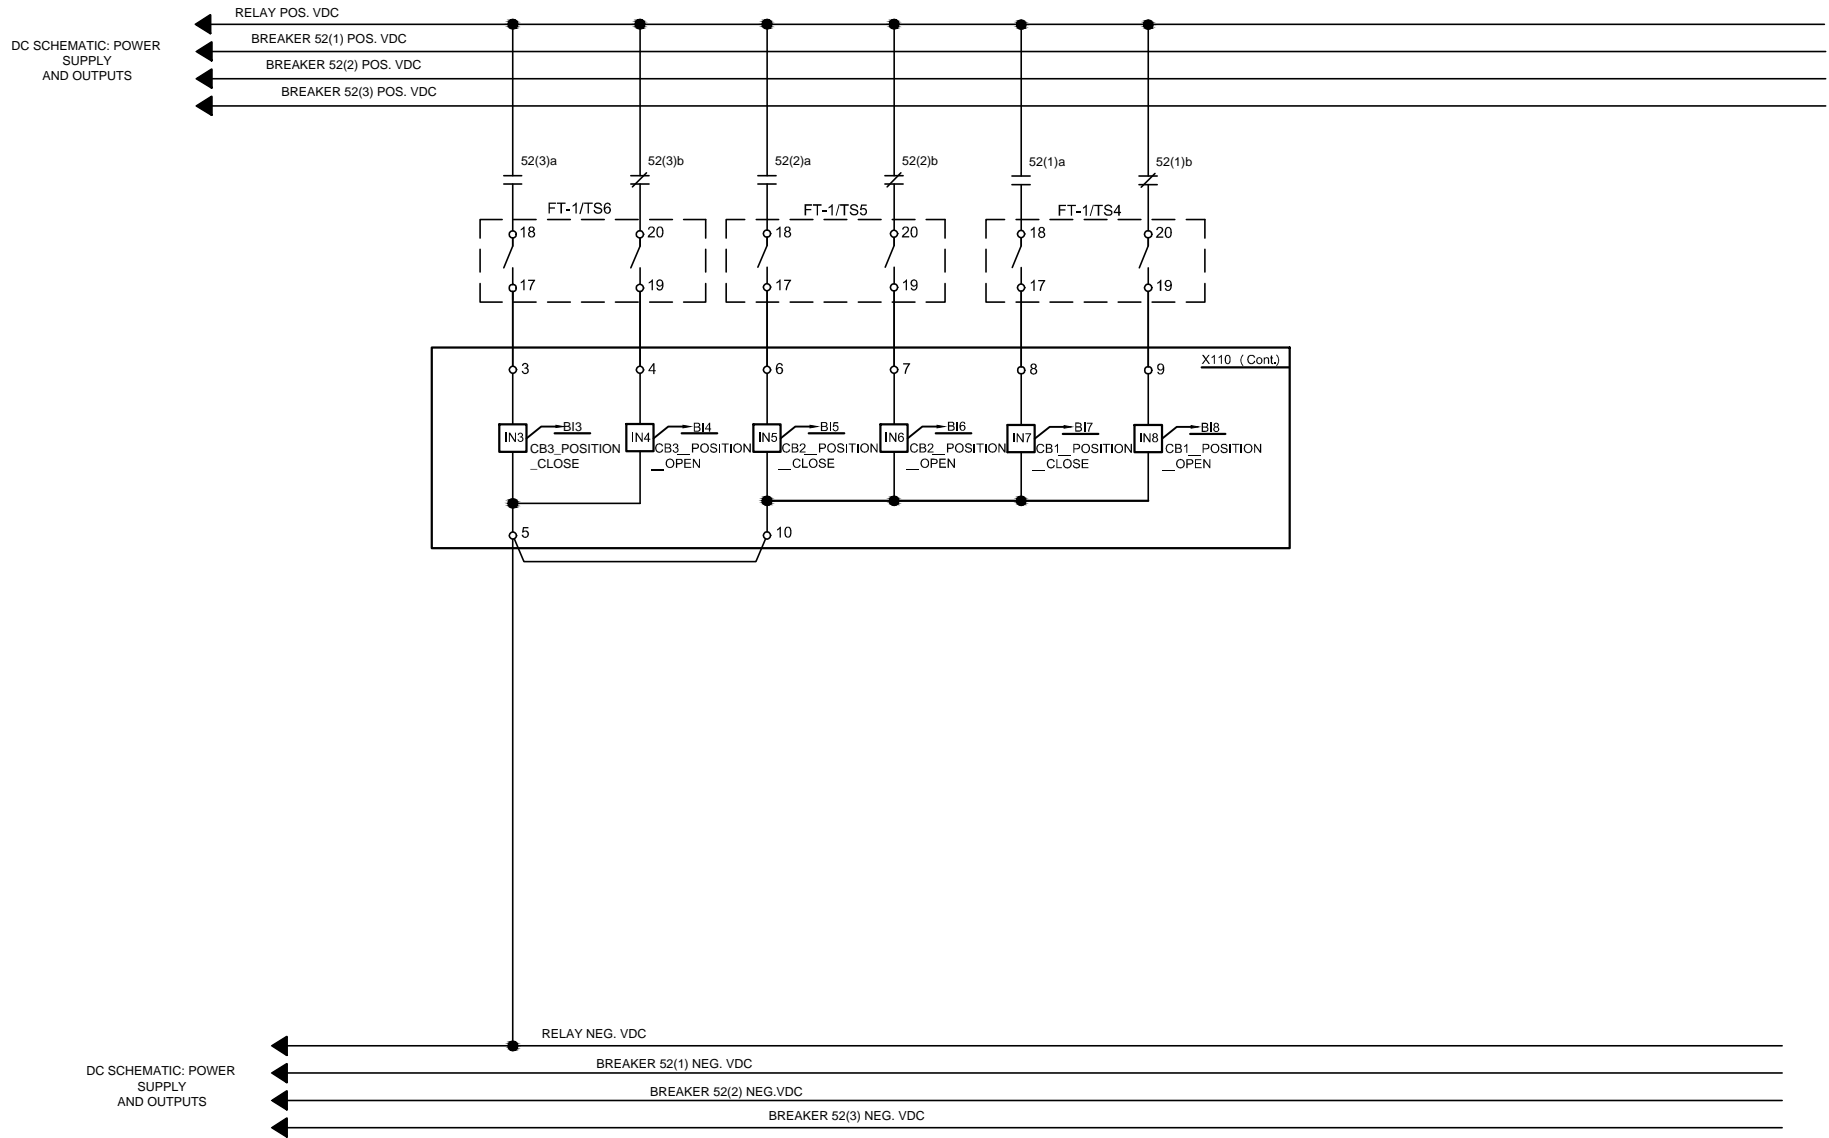 RELAY POS. VDC
BREAKER 52(1) POS. VDC
DC SCHEMATIC: POWER
SUPPLY
AND OUTPUTS
BREAKER 52(2) POS. VDC
BREAKER 52(3) POS. VDC
52(3)a
52(3)b
52(2)a
52(2)b
52(1)a
52(1)b
FT-1/TS6
FT-1/TS5
FT-1/TS4
18
20
18
20
18
20
17
19
17
19
17
19
X110 (Cont.)
3
4
6
7
8
9
IN3
BI3
CB3_POSITION
_CLOSE
IN4
BI4
CB3__POSITION
__OPEN
IN5
BI5
CB2__POSITION
__CLOSE
IN6
BI6
CB2__POSITION
__OPEN
IN7
BI7
CB1__POSITION
__CLOSE
IN8
BI8
CB1__POSITION
__OPEN
5
10
RELAY NEG. VDC
BREAKER 52(1) NEG. VDC
DC SCHEMATIC: POWER
SUPPLY
AND OUTPUTS
BREAKER 52(2) NEG.VDC
BREAKER 52(3) NEG. VDC